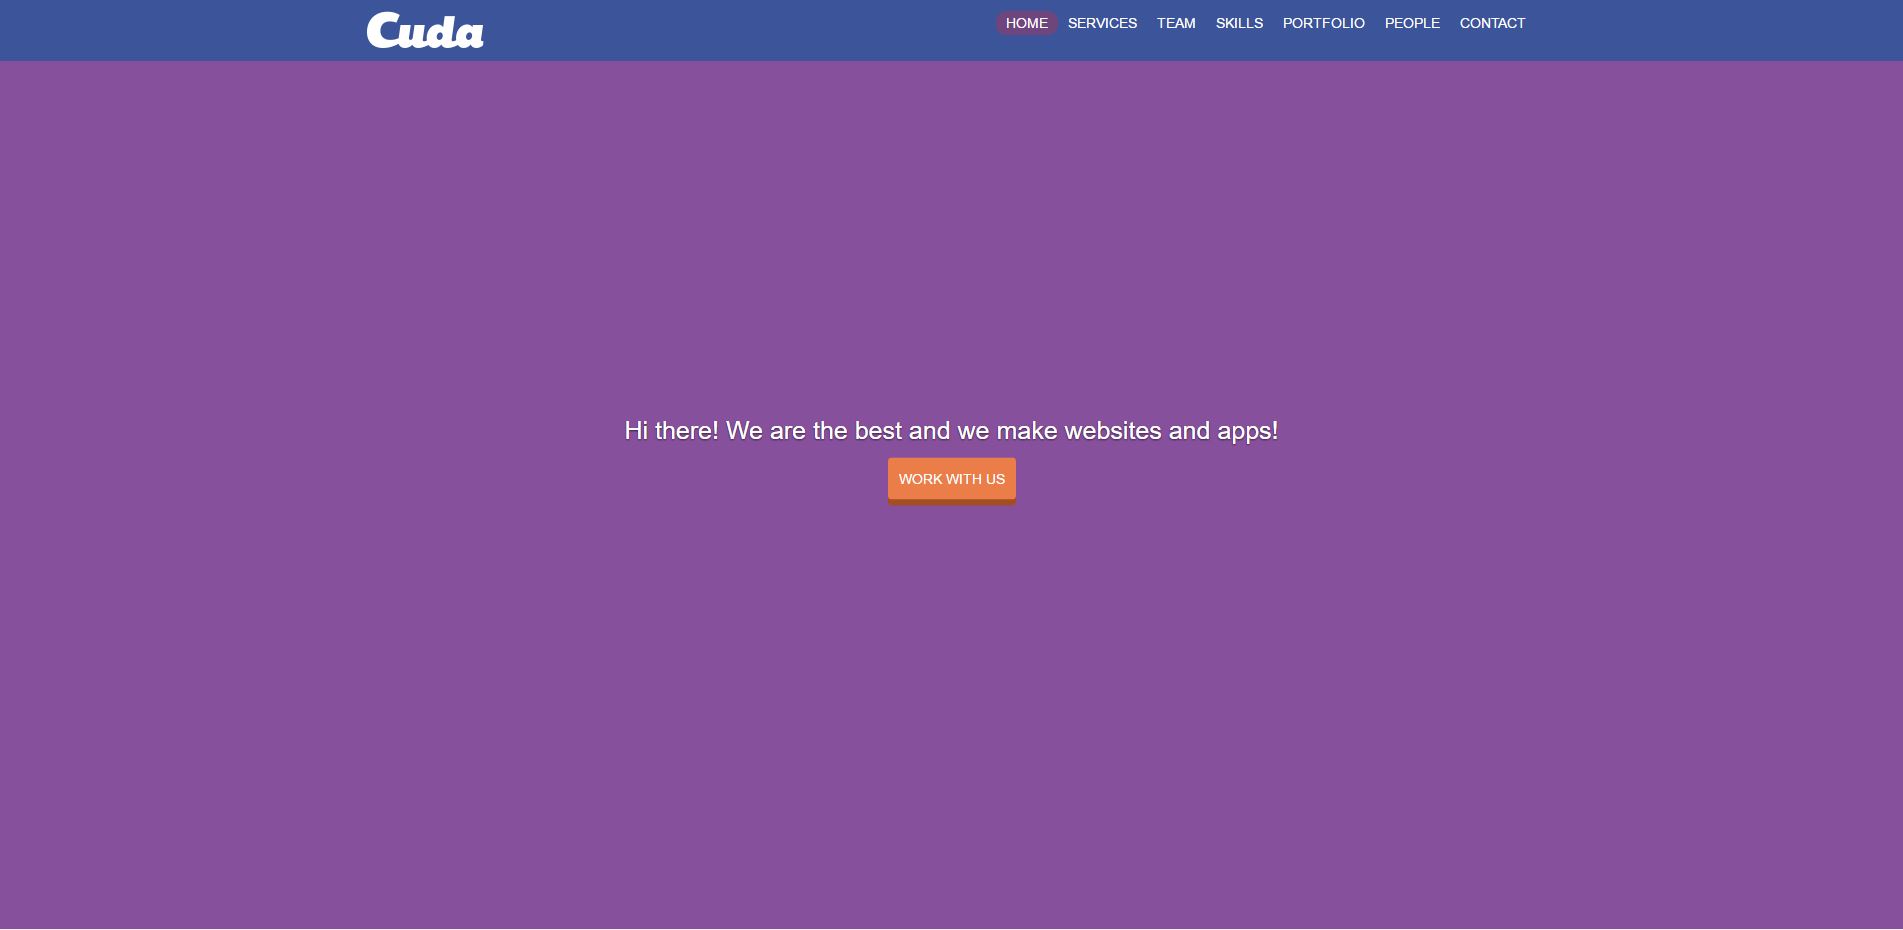 Cuda
HOME SERVICES TEAM SKILLS PORTFOLIO PEOPLE CONTACT
Hi there! We are the best and we make websites and apps!
WORK WITH US